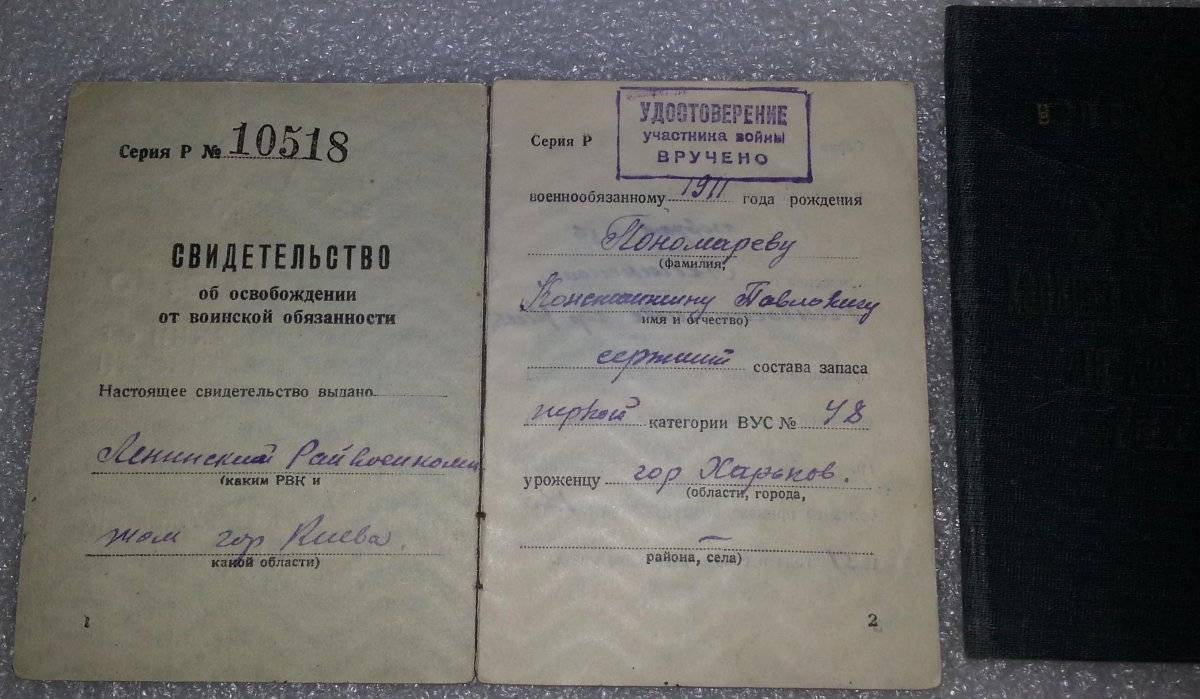 Серия Р № 10518
СВИДЕТЕЛЬСТВО
об освобождении
от воинской обязанности
Настоящее свидетельство выдано
Ленинский Райвоенкома
(каким РВК и
том гор Киева
какой области)
1
УДОСТОВЕРЕНИЕ
участника войны
ВРУЧЕНО
Серия Р
военнообязанному 1911 года рождения
Пономареву
(фамилия,
Константину Павловичу
имя и отчество)
состава запаса
первой категории ВУС №
уроженцу гор Харьков.
(области, города,
—
района, села)
2